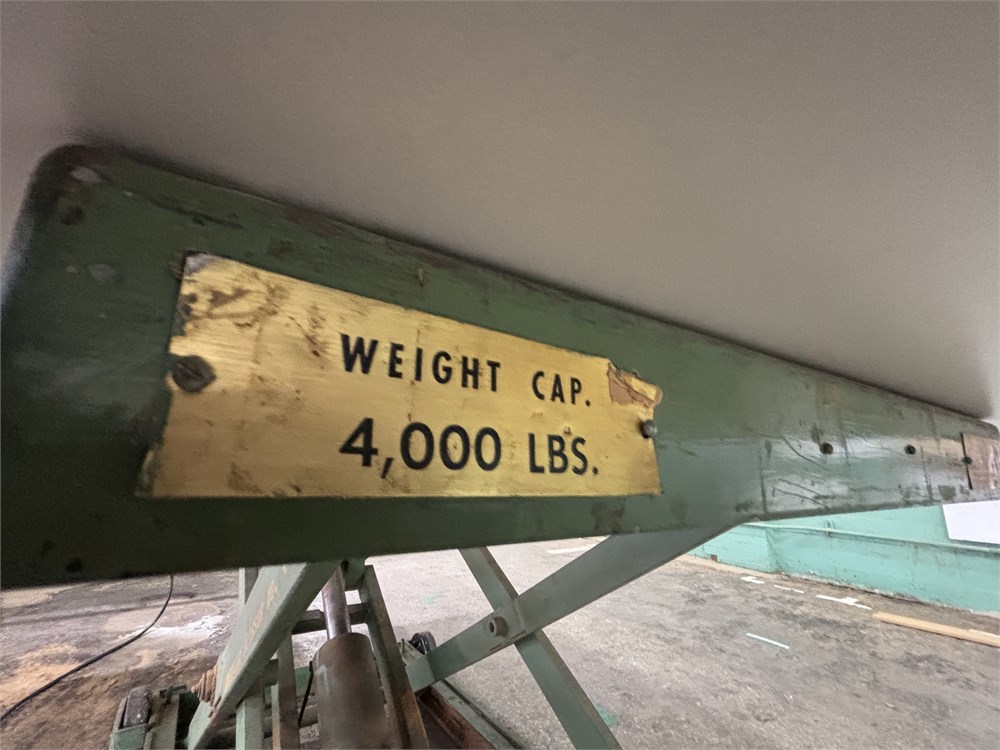 WEIGHT CAP.
4,000 LBS.